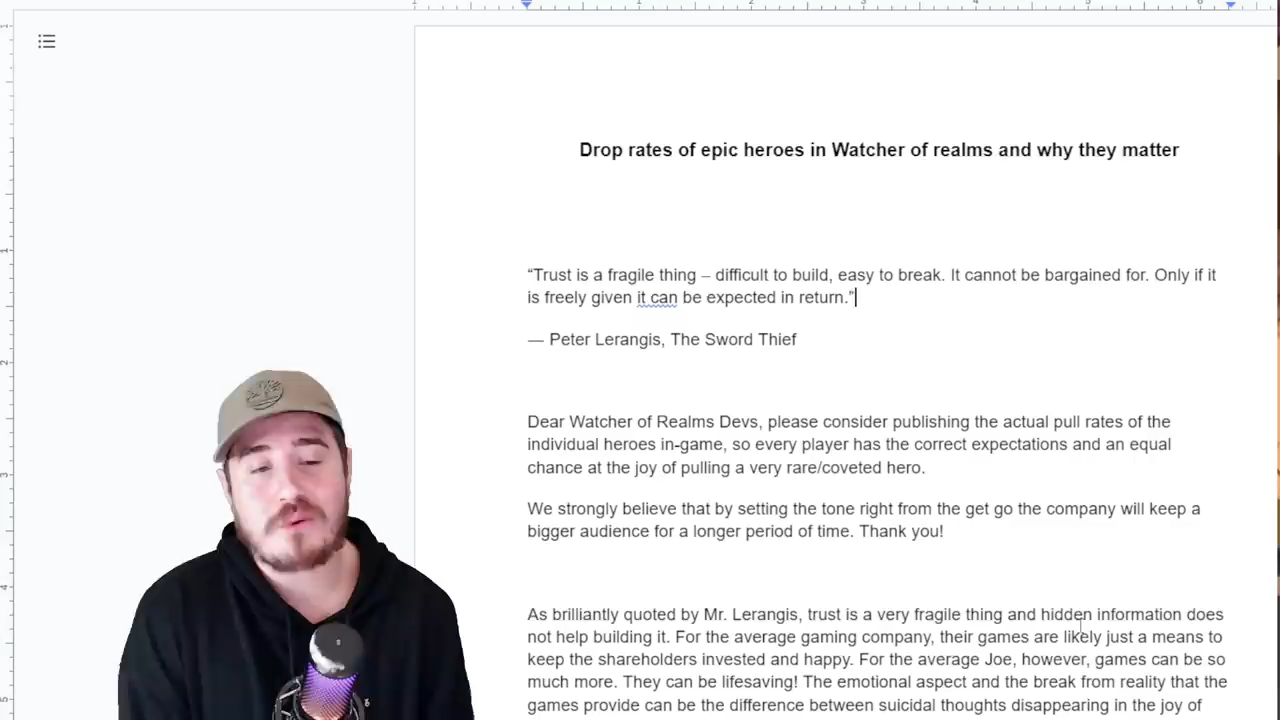 Drop rates of epic heroes in Watcher of realms and why they matter
“Trust is a fragile thing – difficult to build, easy to break. It cannot be bargained for. Only if it
is freely given it can be expected in return.”
— Peter Lerangis, The Sword Thief
Dear Watcher of Realms Devs, please consider publishing the actual pull rates of the
individual heroes in-game, so every player has the correct expectations and an equal
chance at the joy of pulling a very rare/coveted hero.
We strongly believe that by setting the tone right from the get go the company will keep a
bigger audience for a longer period of time. Thank you!
As brilliantly quoted by Mr. Lerangis, trust is a very fragile thing and hidden information does
not help building it. For the average gaming company, their games are likely just a means to
keep the shareholders invested and happy. For the average Joe, however, games can be so
much more. They can be lifesaving! The emotional aspect and the break from reality that the
games provide can be the difference between suicidal thoughts disappearing in the joy of